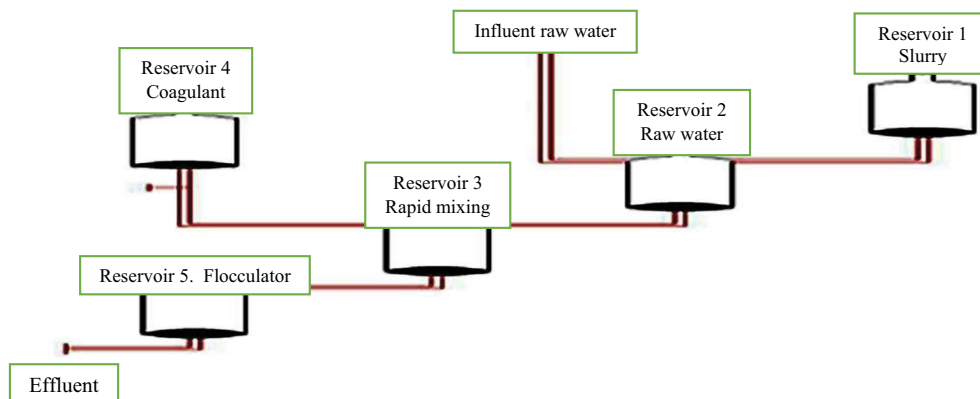 Influent raw water
Reservoir 1
Slurry
Reservoir 4
Coagulant
Reservoir 2
Raw water
Reservoir 3
Rapid mixing
Reservoir 5.  Flocculator
Effluent